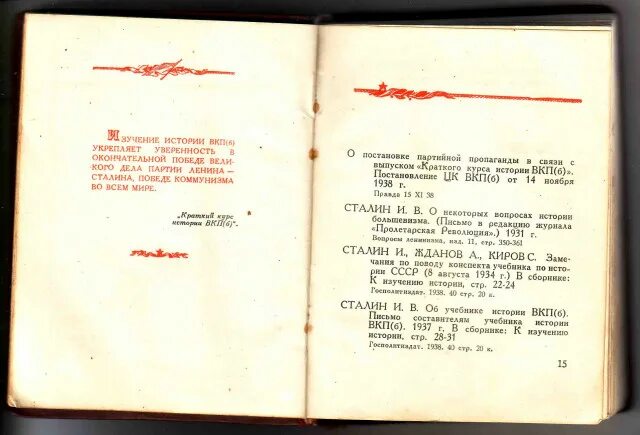 ИЗУЧЕНИЕ ИСТОРИИ ВКП(б)
УКРЕПЛЯЕТ УВЕРЕННОСТЬ В
ОКОНЧАТЕЛЬНОЙ ПОБЕДЕ ВЕЛИ-
КОГО ДЕЛА ПАРТИИ ЛЕНИНА—
СТАЛИНА, ПОБЕДЕ КОММУНИЗМА
ВО ВСЕМ МИРЕ.
„Краткий курс
истории ВКП(б)".
О постановке партийной пропаганды в связи с
выпуском «Краткого курса истории ВКП(б)».
Постановление ЦК ВКП(б) от 14 ноября
1938 г.
Правда 15 XI 38
СТАЛИН И. В. О некоторых вопросах истории
большевизма. (Письмо в редакцию журнала
«Пролетарская Революция».) 1931 г.
Вопросы ленинизма, изд. 11, стр. 350-361
СТАЛИН И., ЖДАНОВ А., КИРОВ С. Заме-
чания по поводу конспекта учебника по исто-
рии СССР (8 августа 1934 г.) В сборнике:
К изучению истории, стр. 22-24
Госполитиздат. 1938. 40 стр. 20 к.
СТАЛИН И. В. Об учебнике истории ВКП(б).
Письмо составителям учебника истории
ВКП(б). 1937 г. В сборнике: К изучению
истории, стр. 28-31
Госполитиздат. 1938. 40 стр. 20 к.
15